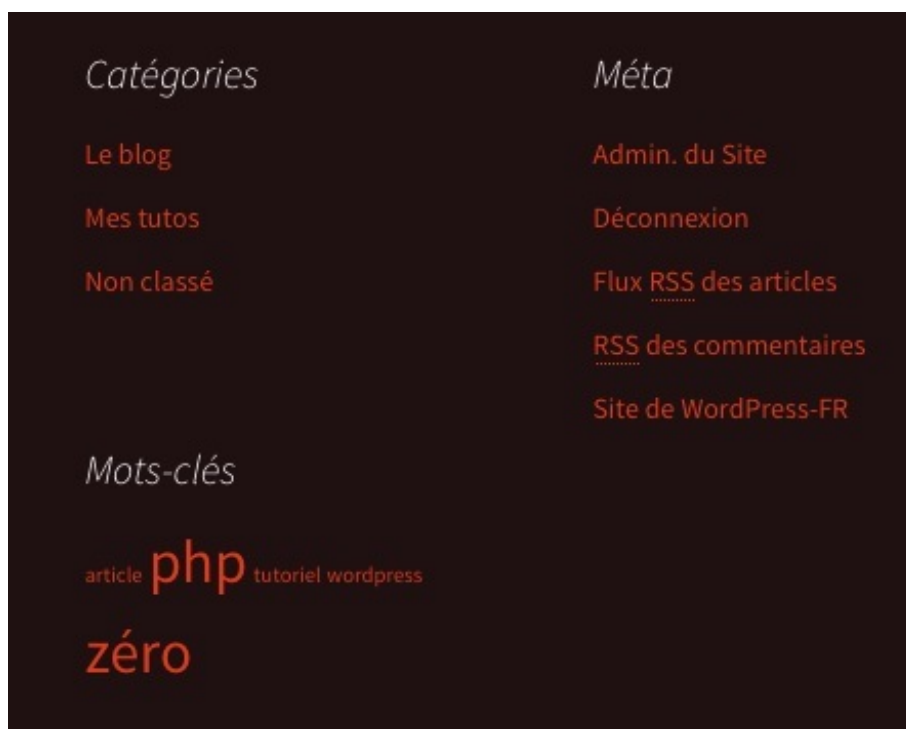 Catégories
Le blog
Mes tutos
Non classé
Méta
Admin. du Site
Déconnexion
Flux RSS des articles
RSS des commentaires
Site de WordPress-FR
Mots-clés
article php tutoriel wordpress
zéro